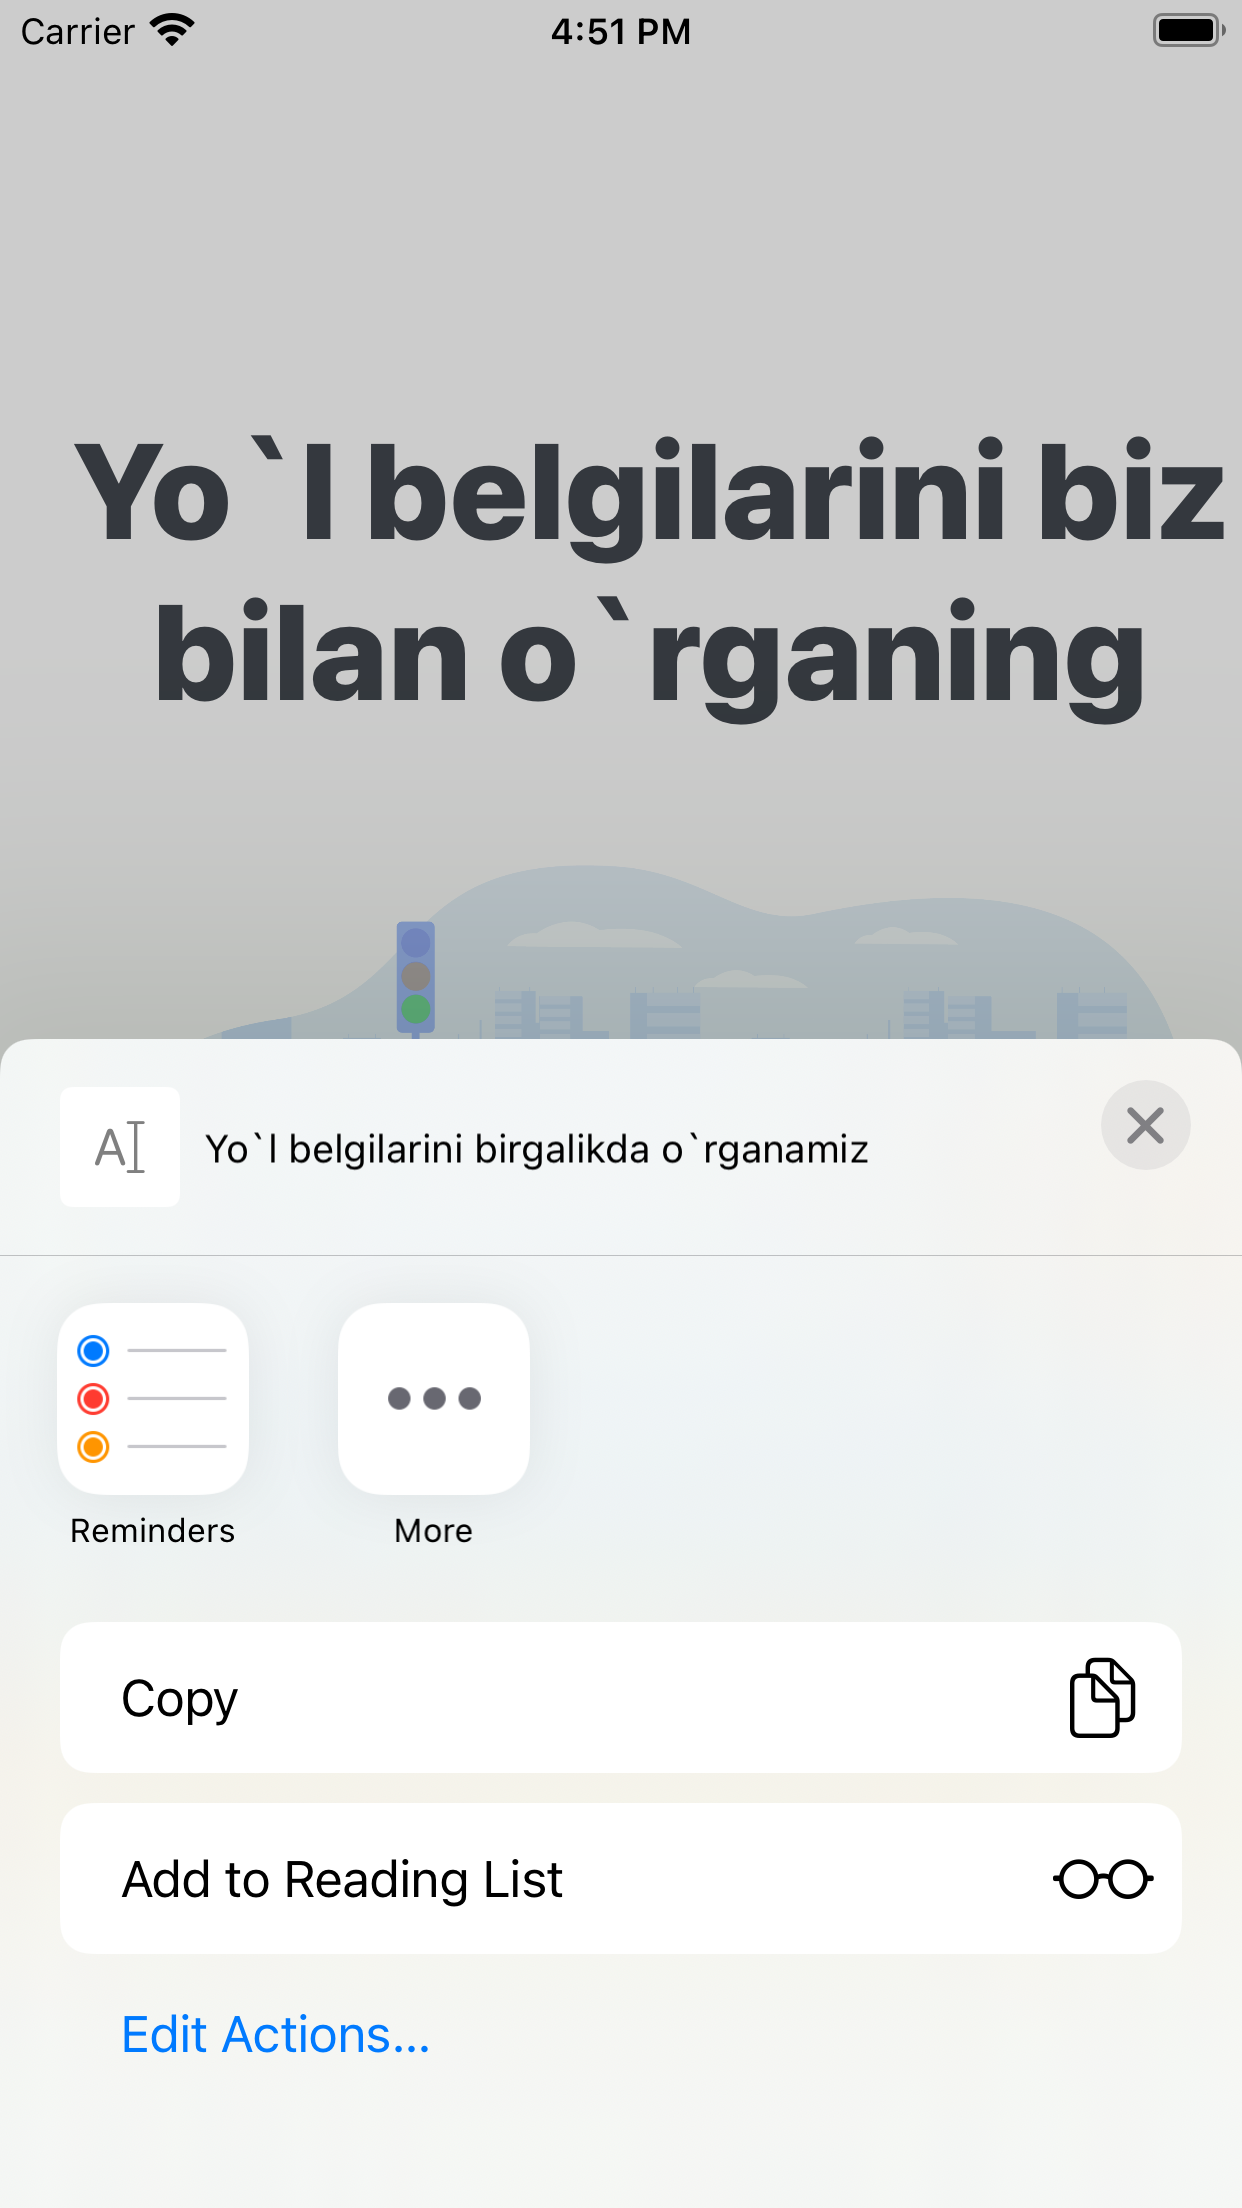 Carrier 4:51 PM
Yo`l belgilarini biz
bilan o`rganing
Yo`l belgilarini birgalikda o`rganamiz
Reminders More
Copy
Add to Reading List
Edit Actions...